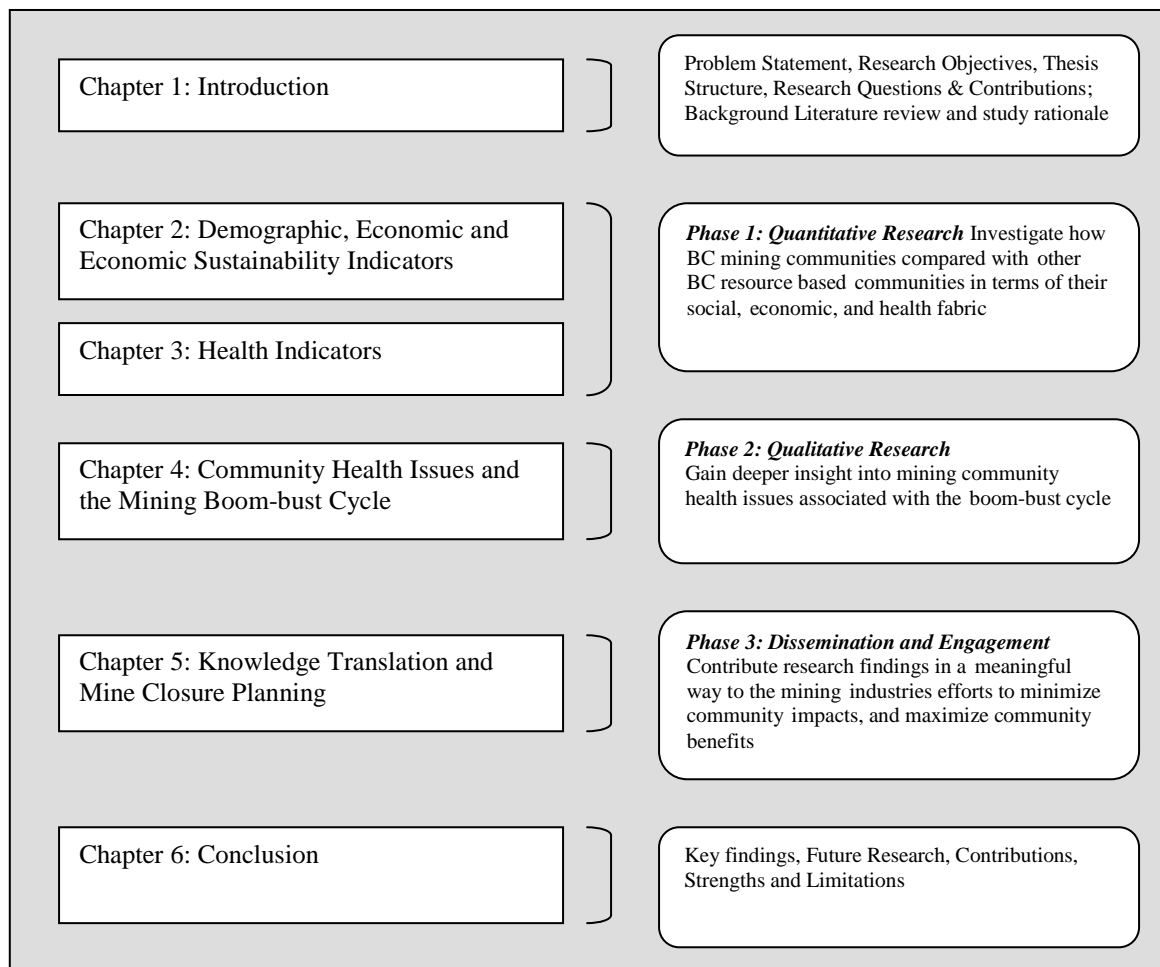 Chapter 1: Introduction
Problem Statement, Research Objectives, Thesis
Structure, Research Questions & Contributions;
Background Literature review and study rationale
Chapter 2: Demographic, Economic and
Economic Sustainability Indicators
Chapter 3: Health Indicators
Phase 1: Quantitative Research Investigate how
BC mining communities compared with other
BC resource based communities in terms of their
social, economic, and health fabric
Chapter 4: Community Health Issues and
the Mining Boom-bust Cycle
Phase 2: Qualitative Research
Gain deeper insight into mining community
health issues associated with the boom-bust cycle
Chapter 5: Knowledge Translation and
Mine Closure Planning
Phase 3: Dissemination and Engagement
Contribute research findings in a meaningful
way to the mining industries efforts to minimize
community impacts, and maximize community
benefits
Chapter 6: Conclusion
Key findings, Future Research, Contributions,
Strengths and Limitations